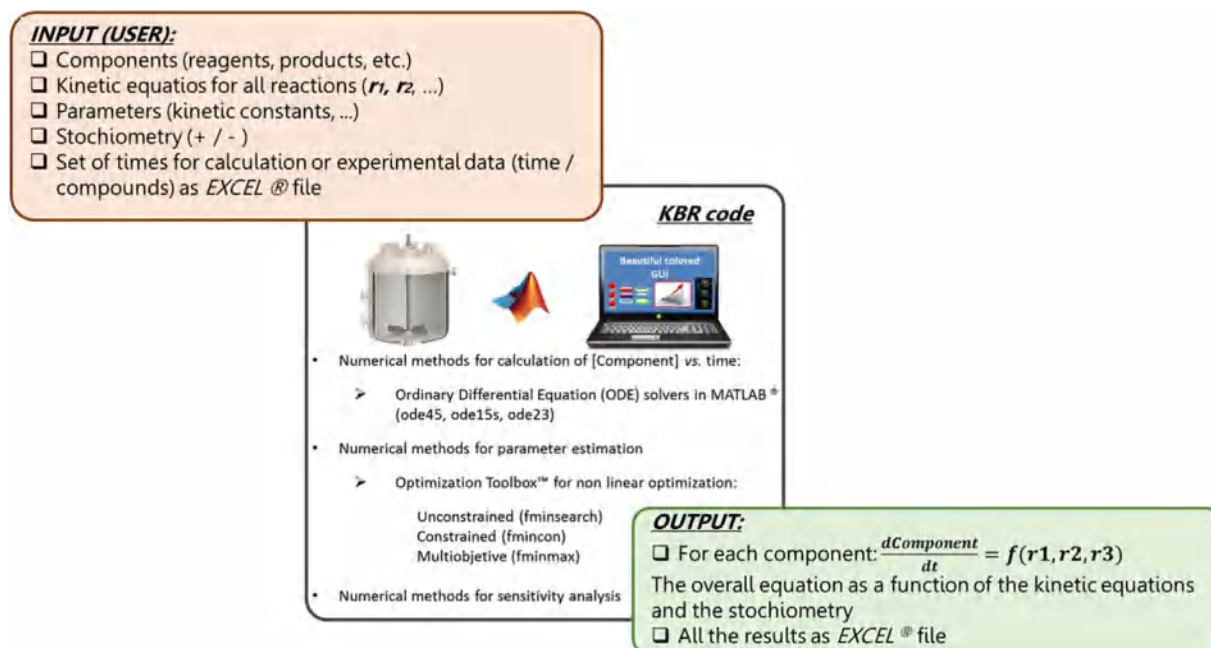 INPUT (USER):
❑ Components (reagents, products, etc.)
❑ Kinetic equatios for all reactions (r1, r2, ...)
❑ Parameters (kinetic constants, ...)
❑ Stochiometry (+ / - )
❑ Set of times for calculation or experimental data (time /
compounds) as EXCEL ® file
KBR code
Beautiful colored
GUI
• Numerical methods for calculation of [Component] vs. time:
➢ Ordinary Differential Equation (ODE) solvers in MATLAB ®
(ode45, ode15s, ode23)
• Numerical methods for parameter estimation
➢ Optimization Toolbox™ for non linear optimization:
Unconstrained (fminsearch)
Constrained (fmincon)
Multiobjetive (fminmax)
• Numerical methods for sensitivity analysis
OUTPUT:
❑ For each component: dComponent/dt = f(r1, r2, r3)
The overall equation as a function of the kinetic equations
and the stochiometry
❑ All the results as EXCEL ® file